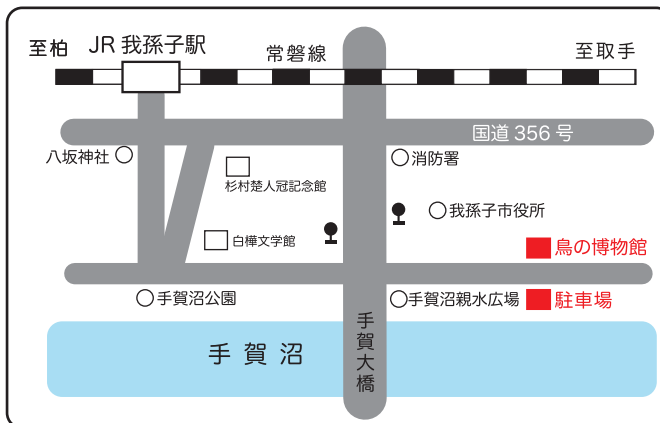 至柏
JR 我孫子駅
常磐線
至取手
国道 356 号
八坂神社
消防署
杉村楚人冠記念館
我孫子市役所
白樺文学館
鳥の博物館
手賀沼公園
手賀沼親水広場
駐車場
手賀沼
手賀大橋